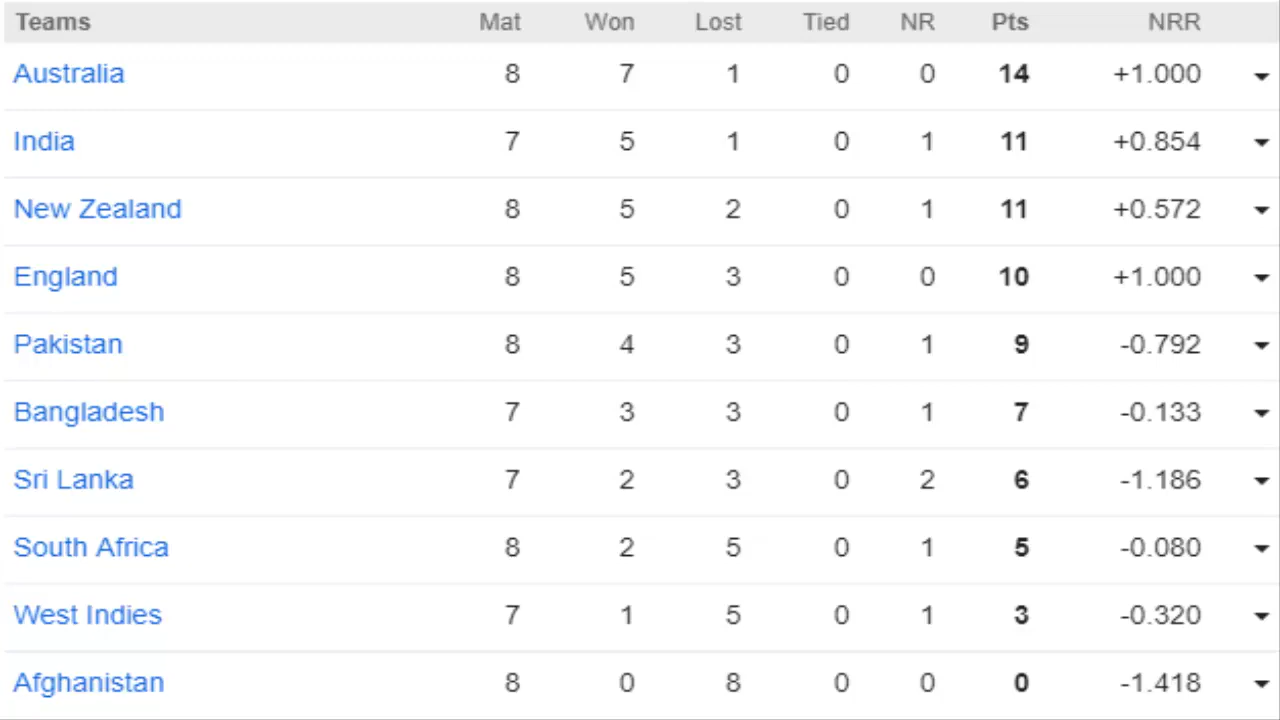 Teams Mat Won Lost Tied NR Pts NRR
Australia 8 7 1 0 0 14 +1.000
India 7 5 1 0 1 11 +0.854
New Zealand 8 5 2 0 1 11 +0.572
England 8 5 3 0 0 10 +1.000
Pakistan 8 4 3 0 1 9 -0.792
Bangladesh 7 3 3 0 1 7 -0.133
Sri Lanka 7 2 3 0 2 6 -1.186
South Africa 8 2 5 0 1 5 -0.080
West Indies 7 1 5 0 1 3 -0.320
Afghanistan 8 0 8 0 0 0 -1.418